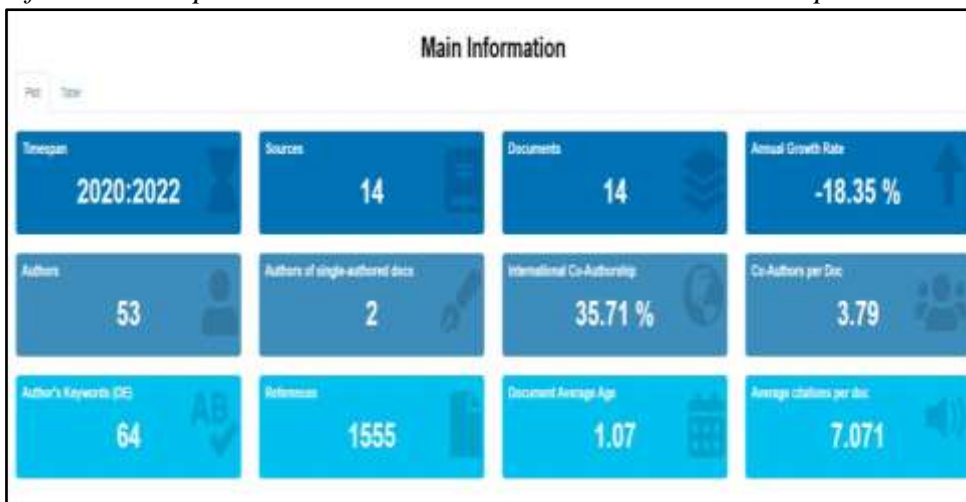 Main Information
Plot Table
Timespan
2020:2022
Sources
14
Documents
14
Annual Growth Rate
-18.35 %
Authors
53
Authors of single-authored docs
2
International Co-Authorship
35.71 %
Co-Authors per Doc
3.79
Author's Keywords (DE)
64
References
1555
Document Average Age
1.07
Average citations per doc
7.071